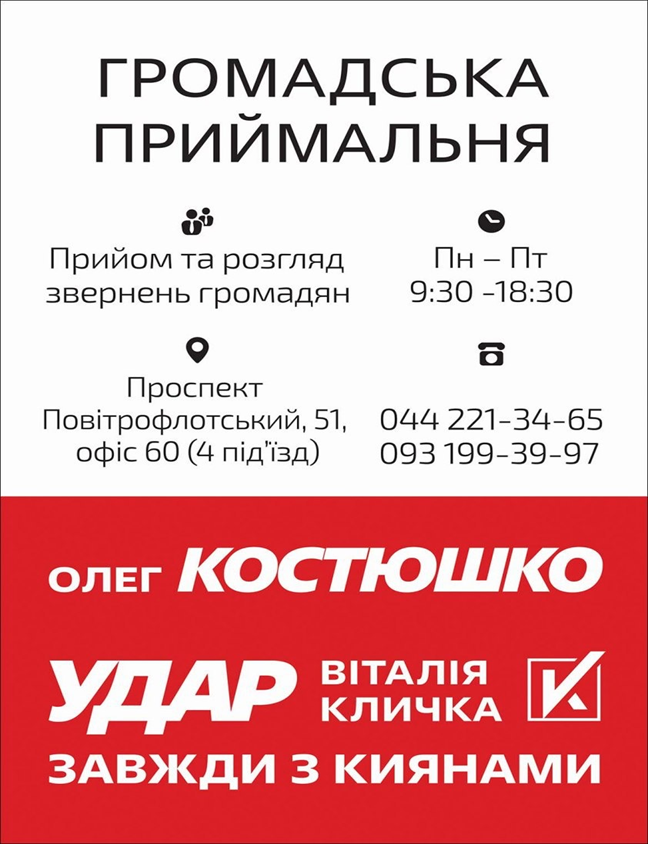 ГРОМАДСЬКА
ПРИЙМАЛЬНЯ
Прийом та розгляд
звернень громадян
Пн – Пт
9:30 -18:30
Проспект
Повітрофлотський, 51,
офіс 60 (4 під'їзд)
044 221-34-65
093 199-39-97
ОЛЕГ КОСТЮШКО
УДАР ВІТАЛІЯ
КЛИЧКА
ЗАВЖДИ З КИЯНАМИ